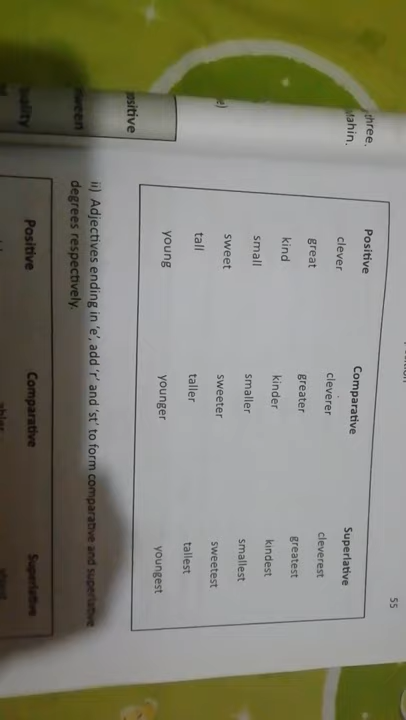 55
Positive Comparative Superlative
clever cleverer cleverest
great greater greatest
kind kinder kindest
small smaller smallest
sweet sweeter sweetest
tall taller tallest
young younger youngest
ii) Adjectives ending in 'e', add 'r' and 'st' to form comparative and superlative
degrees respectively.
Positive Comparative Superlative
three.
Mahin.